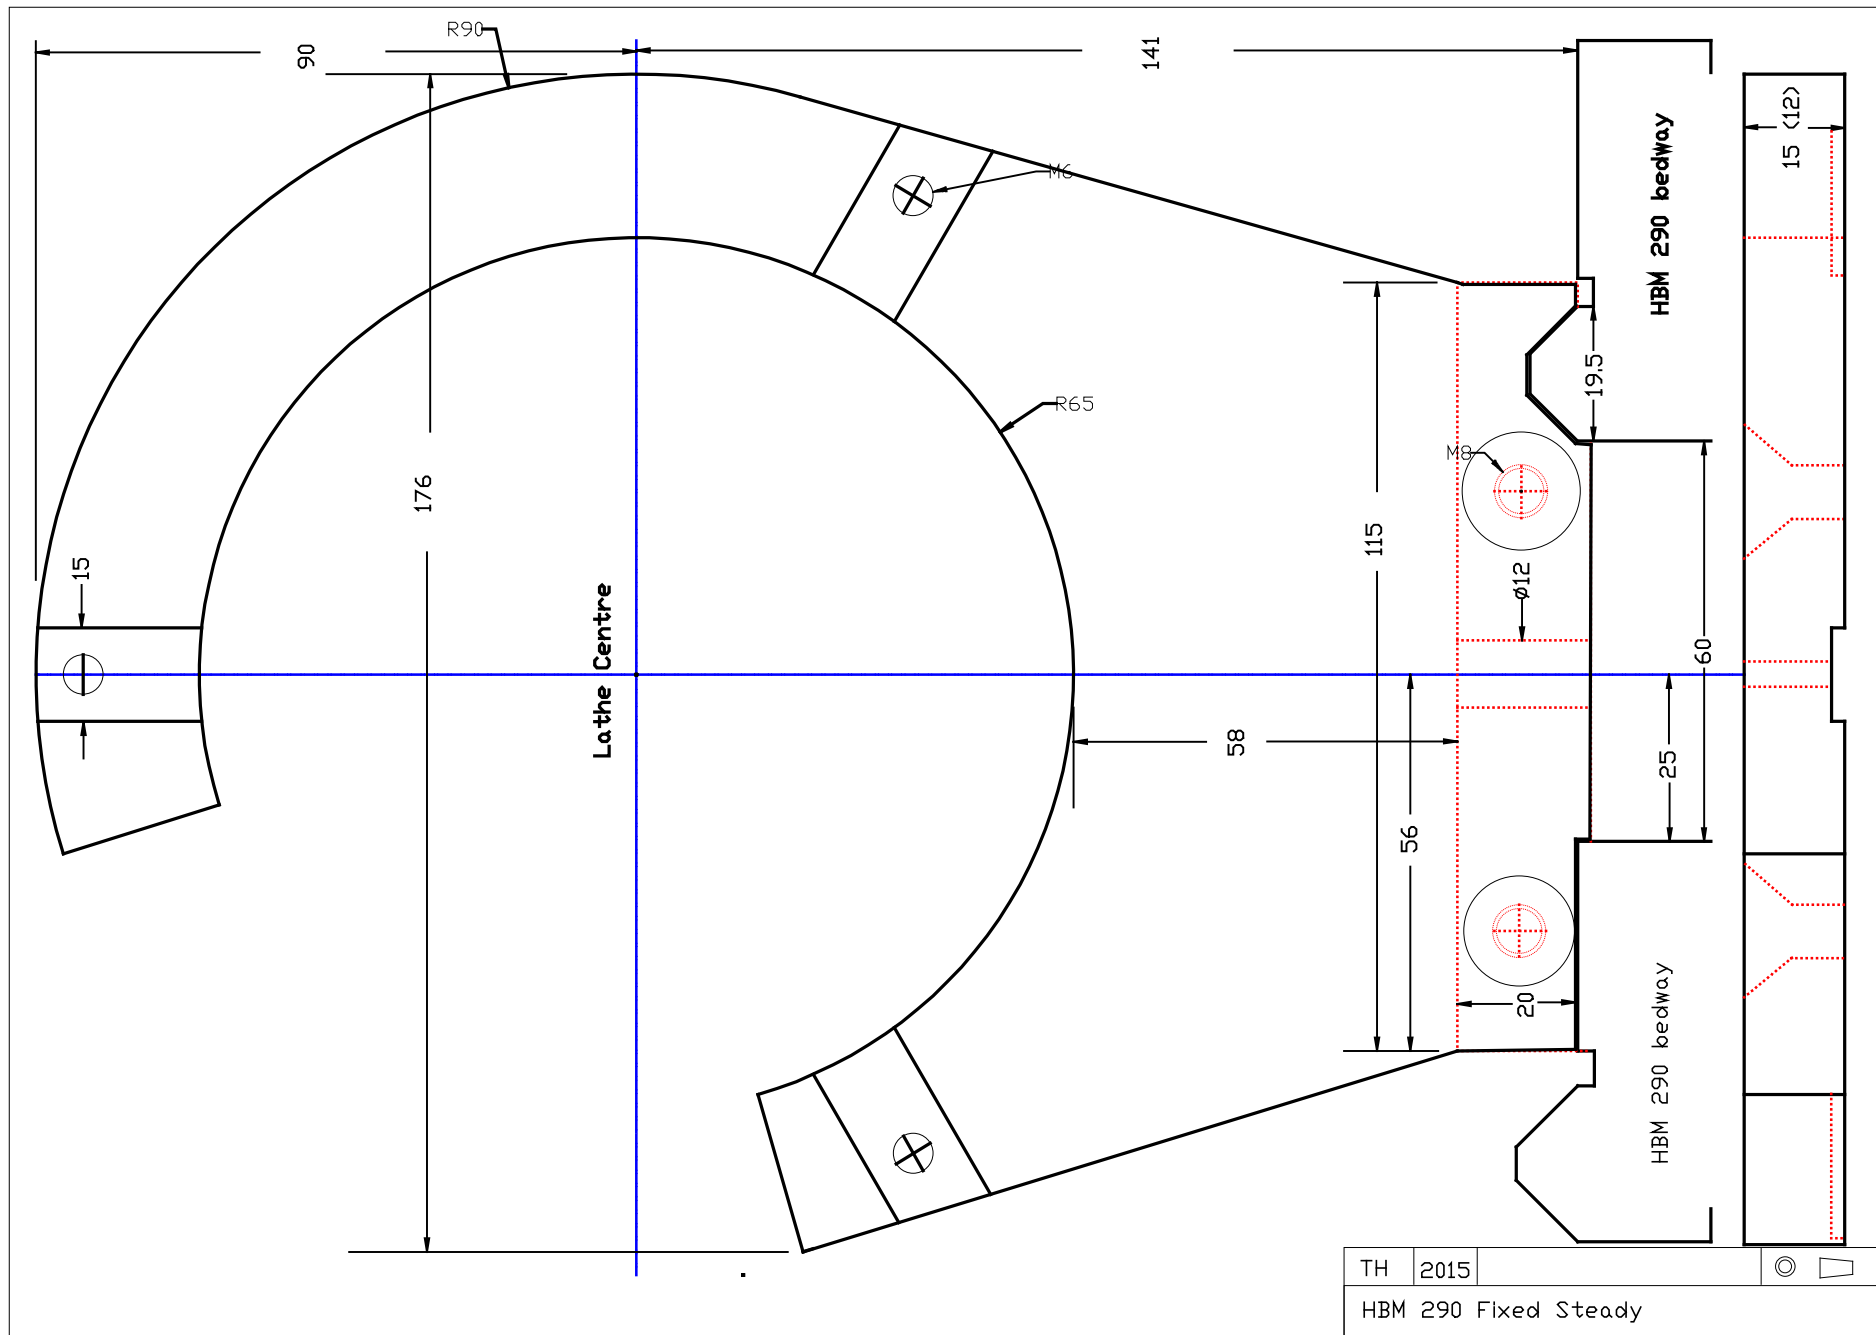 R90
90
141
176
M6
15 (12)
HBM 290 bedway
R65
19.5
M8
115
15
Lathe Centre
ø12
60
58
25
56
20
HBM 290 bedway
TH 2015
HBM 290 Fixed Steady